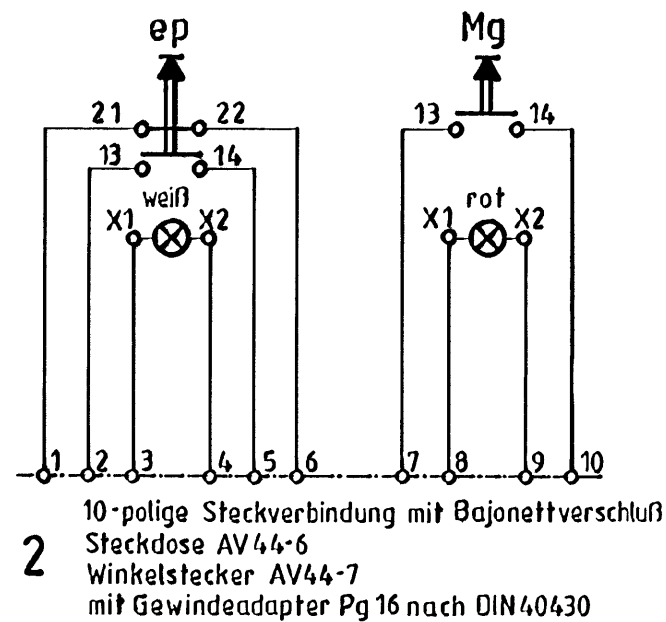 ep Mg
21 22
13 14 13 14
weiß rot
X1 X2 X1 X2
1 2 3 4 5 6 7 8 9 10
10-polige Steckverbindung mit Bajonettverschluß
2 Steckdose AV44-6
Winkelstecker AV44-7
mit Gewindeadapter Pg 16 nach DIN 40430